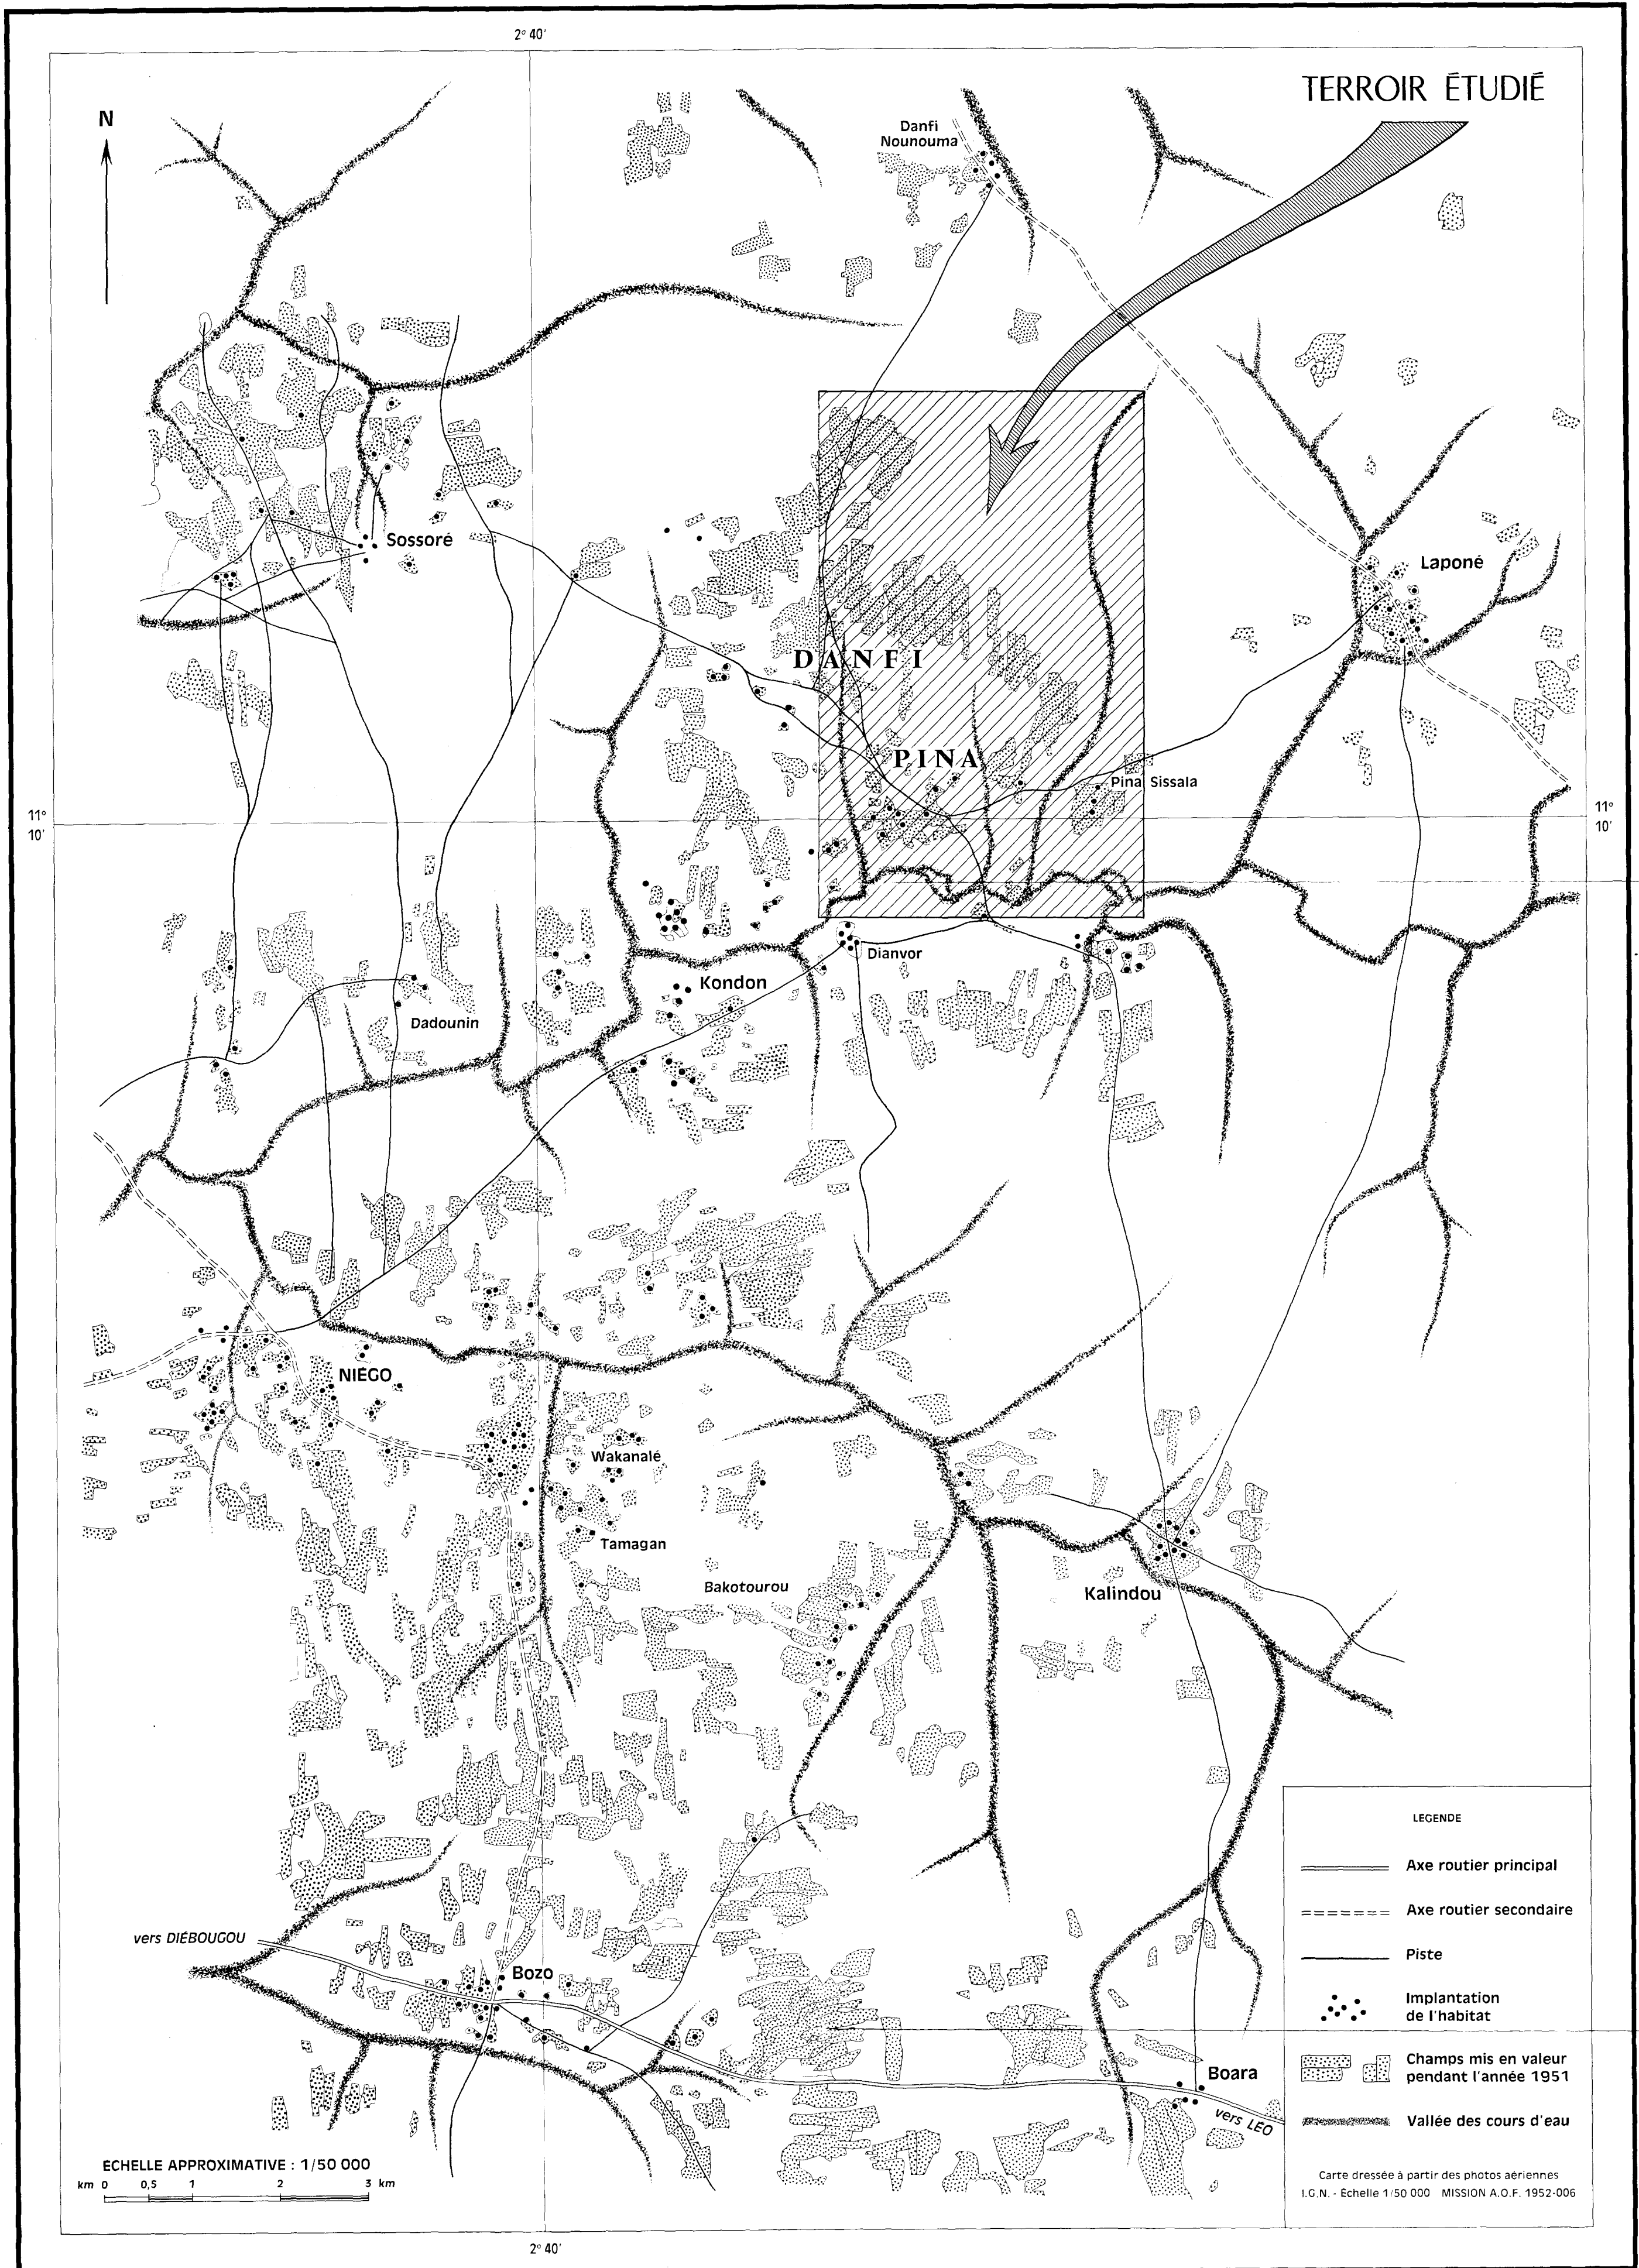 2° 40'
TERROIR ÉTUDIÉ
N
Danfi
Nounouma
Sossoré
Laponé
DANFI
PINA
Pina Sissala
11°
10'
11°
10'
Dianvor
Kondon
Dadounin
NIÉGO
Wakanalé
Tamagan
Bakotourou
Kalindou
LEGENDE
Axe routier principal
Axe routier secondaire
Piste
Implantation
de l'habitat
Champs mis en valeur
pendant l'année 1951
Vallée des cours d'eau
Carte dressée à partir des photos aériennes
I.G.N. - Échelle 1/50 000 MISSION A.O.F. 1952-006
vers DIÉBOUGOU
Bozo
Boara
vers LÉO
ECHELLE APPROXIMATIVE : 1/50 000
km 0 0,5 1 2 3 km
2° 40'